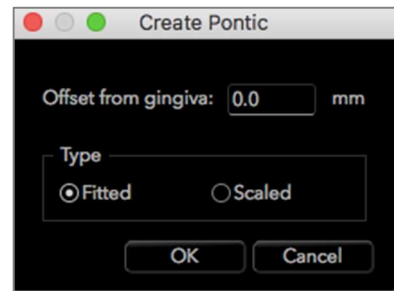 Create Pontic
Offset from gingiva: 0.0 mm
Type
Fitted Scaled
OK Cancel